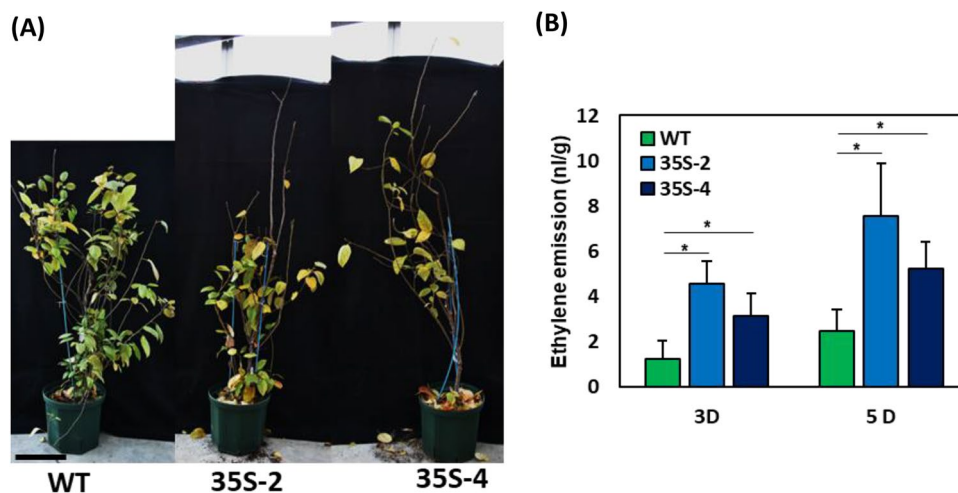 (A)
WT
35S-2
35S-4
(B)
Ethylene emission (nl/g)
12
10
8
6
4
2
0
WT
35S-2
35S-4
*
*
*
*
3D
5 D